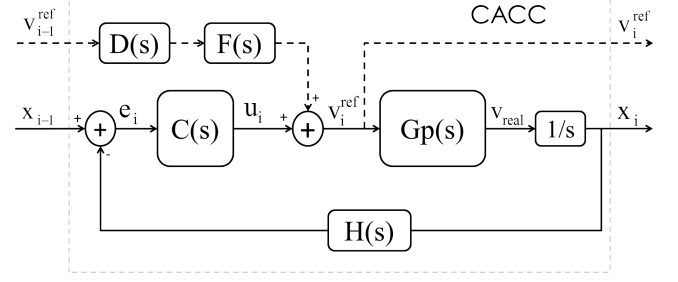 CACC
v_{i-1}^{ref} D(s) F(s) v_i^{ref}
+
x_{i-1} + + e_i C(s) u_i + + v_i^{ref} Gp(s) v_{real} 1/s x_i
-
H(s)